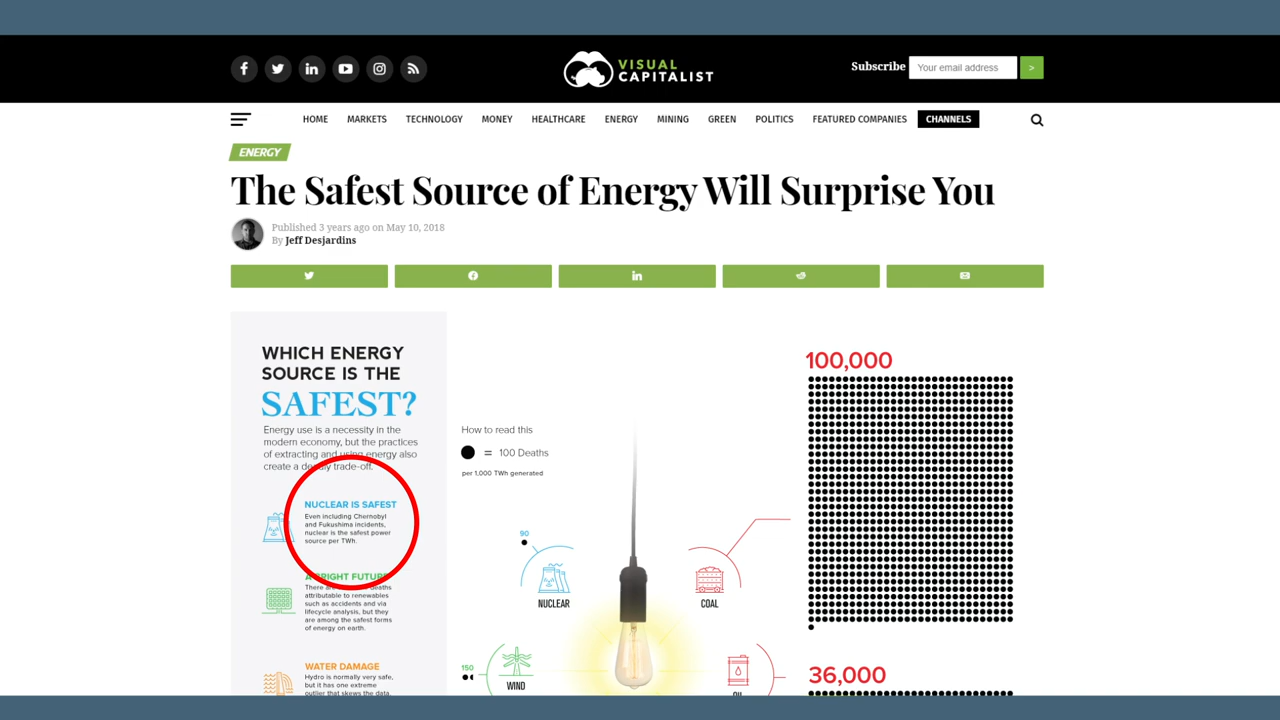 VISUAL
CAPITALIST
Subscribe
Your email address
>
HOME
MARKETS
TECHNOLOGY
MONEY
HEALTHCARE
ENERGY
MINING
GREEN
POLITICS
FEATURED COMPANIES
CHANNELS
ENERGY
The Safest Source of Energy Will Surprise You
Published 3 years ago on May 10, 2018
By Jeff Desjardins
WHICH ENERGY
SOURCE IS THE
SAFEST?
Energy use is a necessity in the
modern economy, but the practices
of extracting and using energy also
create a deadly trade-off.
NUCLEAR IS SAFEST
Even including Chernobyl
and Fukushima incidents,
nuclear is the safest power
source per TWh.
A BRIGHT FUTURE
There deaths
attributable to renewables
such as accidents and via
lifecycle analysis, but they
are among the safest forms
of energy on earth.
WATER DAMAGE
Hydro is normally very safe,
but it has one extreme
outlier that skews the data.
How to read this
= 100 Deaths
per 1,000 TWh generated
90
NUCLEAR
150
WIND
COAL
OIL
100,000
36,000